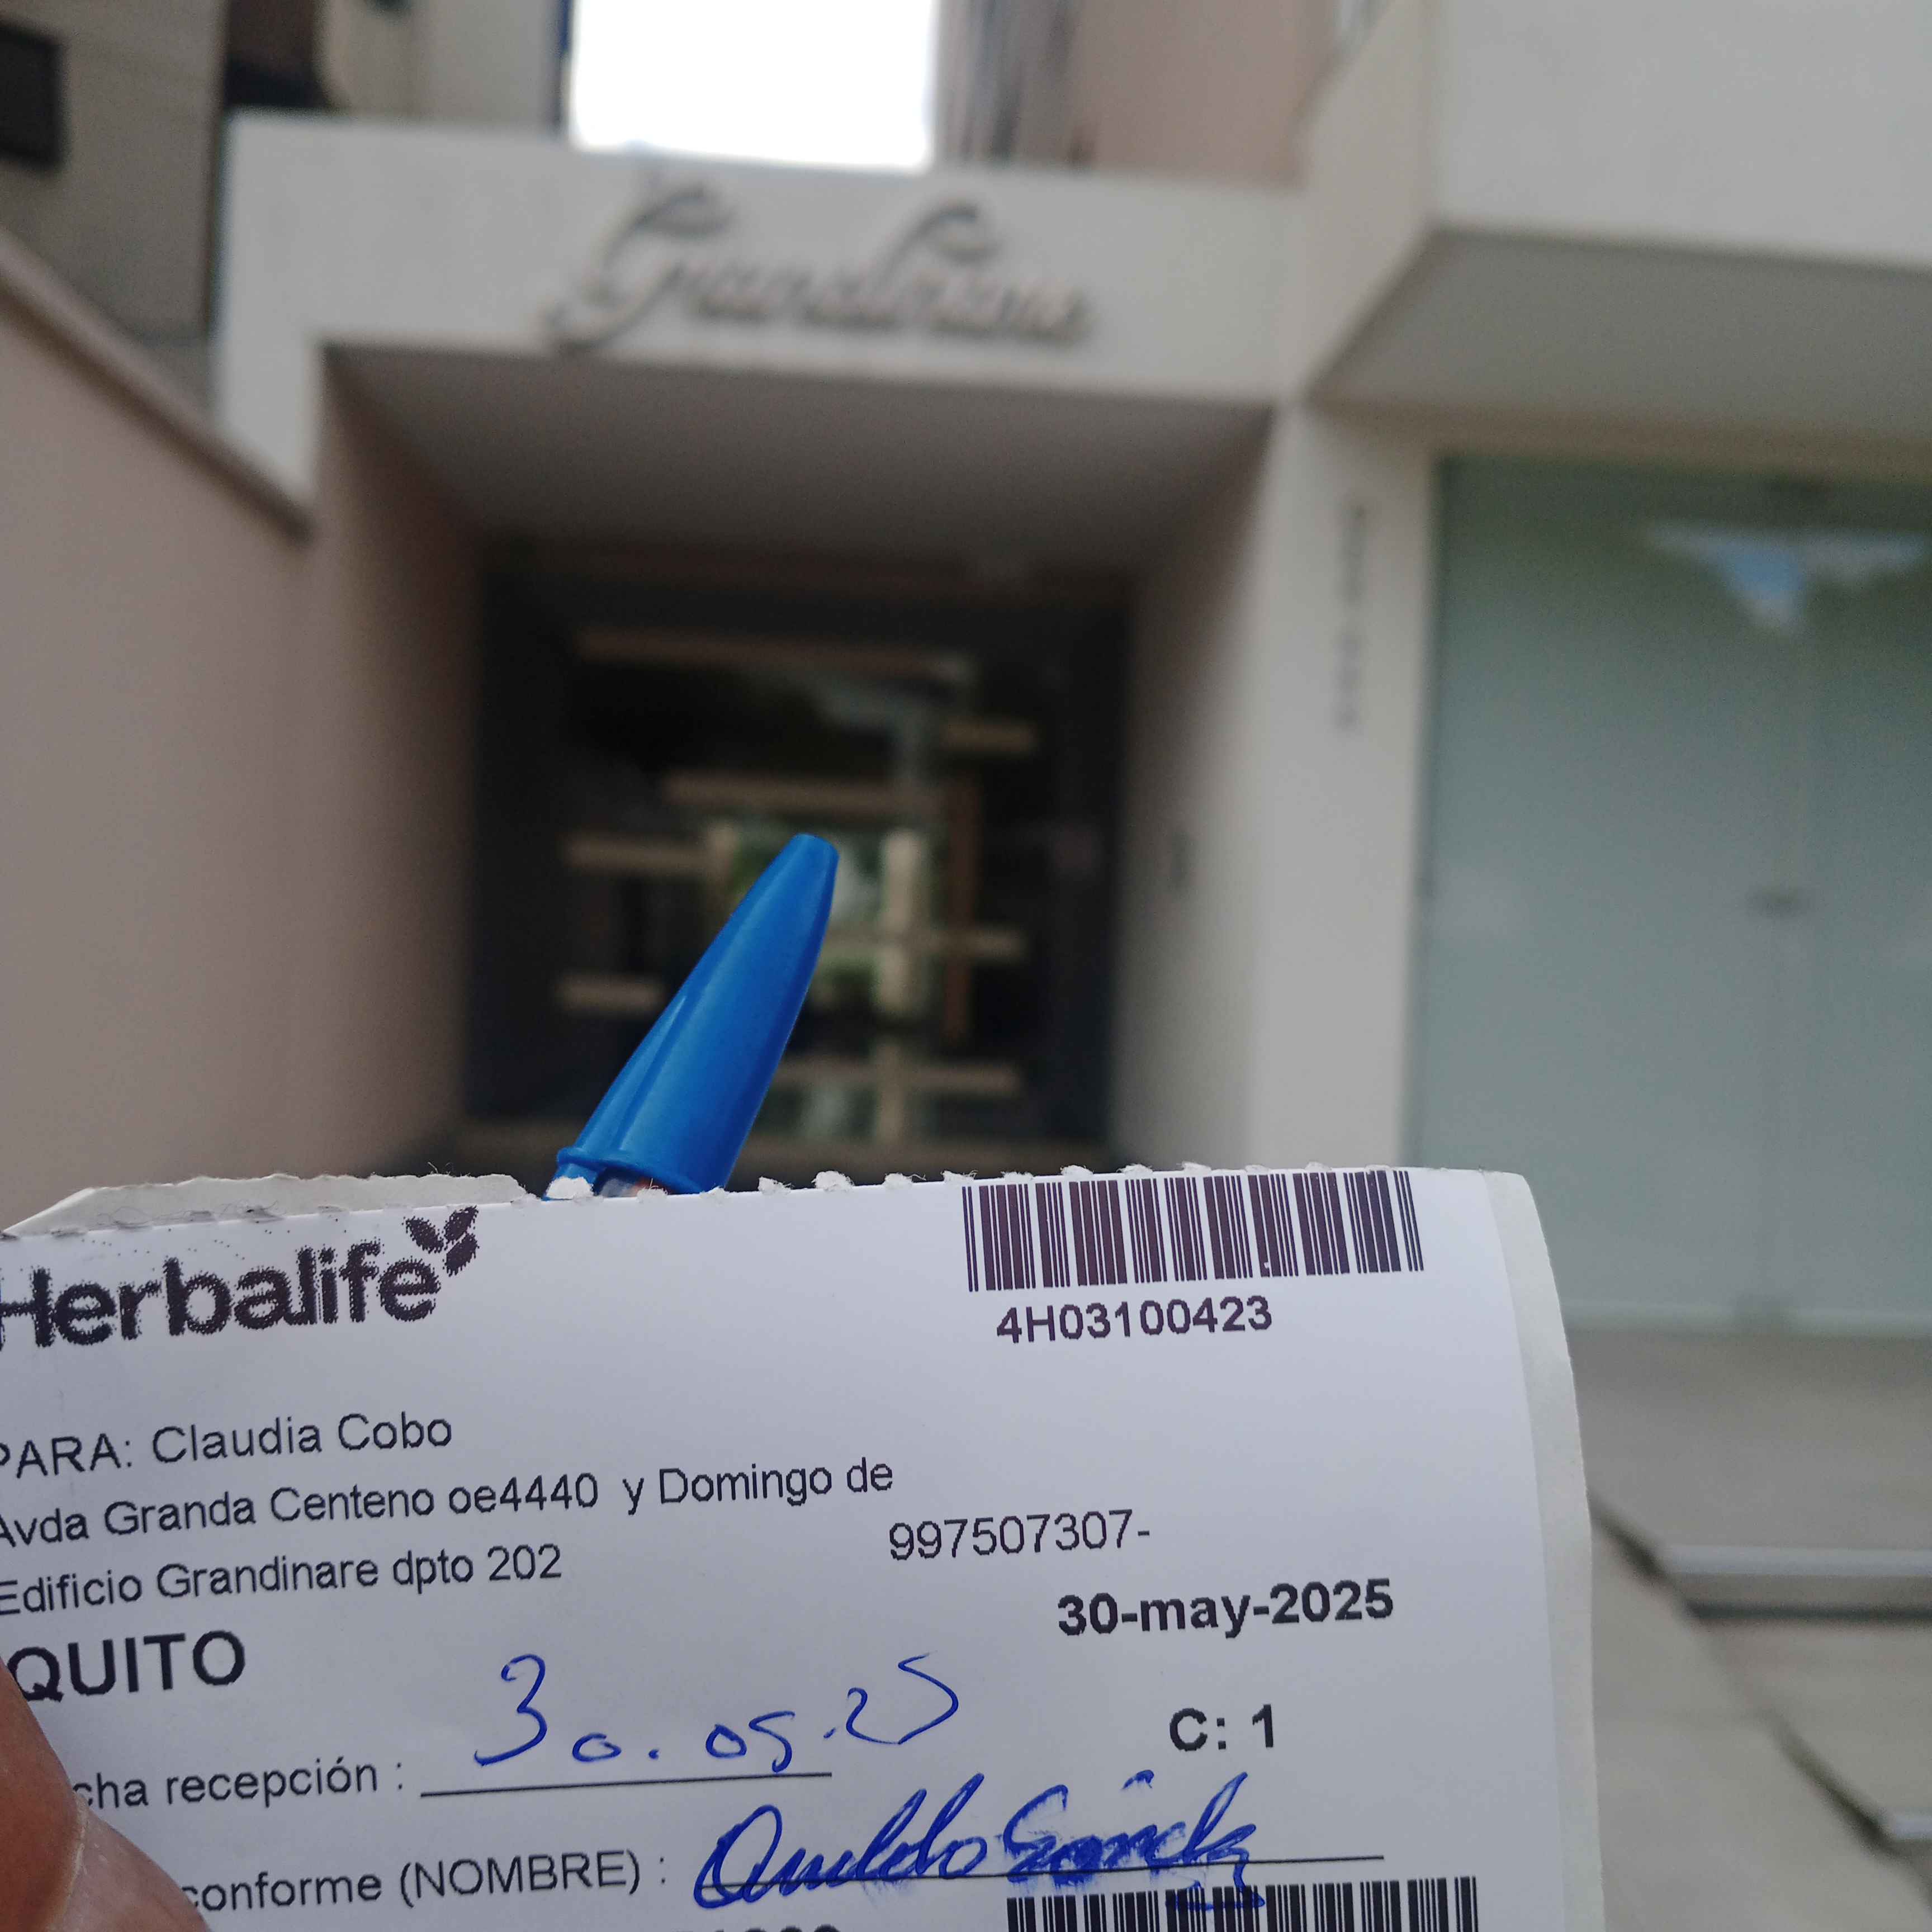 Herbalife
4H03100423
PARA: Claudia Cobo
Avda Granda Centeno oe4440 y Domingo de
997507307-
Edificio Grandinare dpto 202
30-may-2025
QUITO
C: 1
cha recepción : 30.05.25
conforme (NOMBRE) :